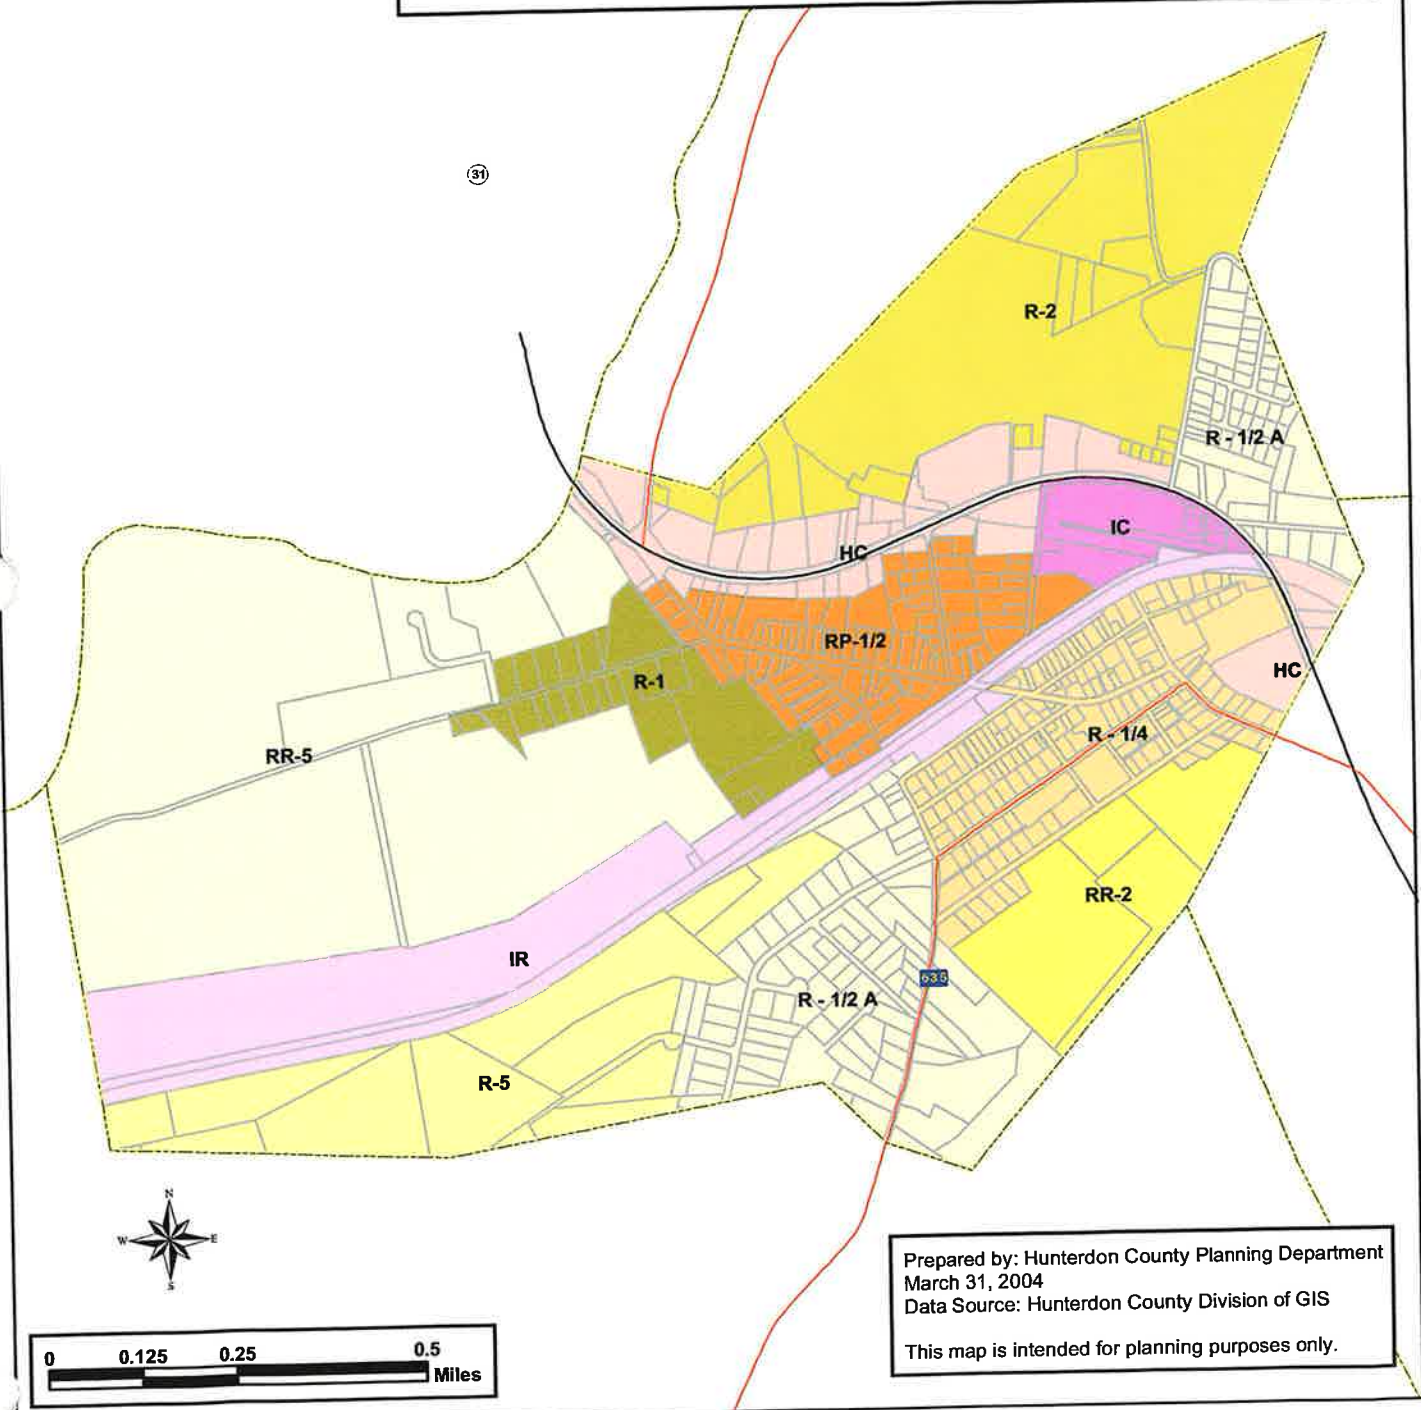 31
R-2
R - 1/2 A
IC
HC
RP-1/2
HC
R-1
R - 1/4
RR-5
RR-2
IR
635
R - 1/2 A
R-5
N
W E
S
Prepared by: Hunterdon County Planning Department
March 31, 2004
Data Source: Hunterdon County Division of GIS
This map is intended for planning purposes only.
0 0.125 0.25 0.5
Miles